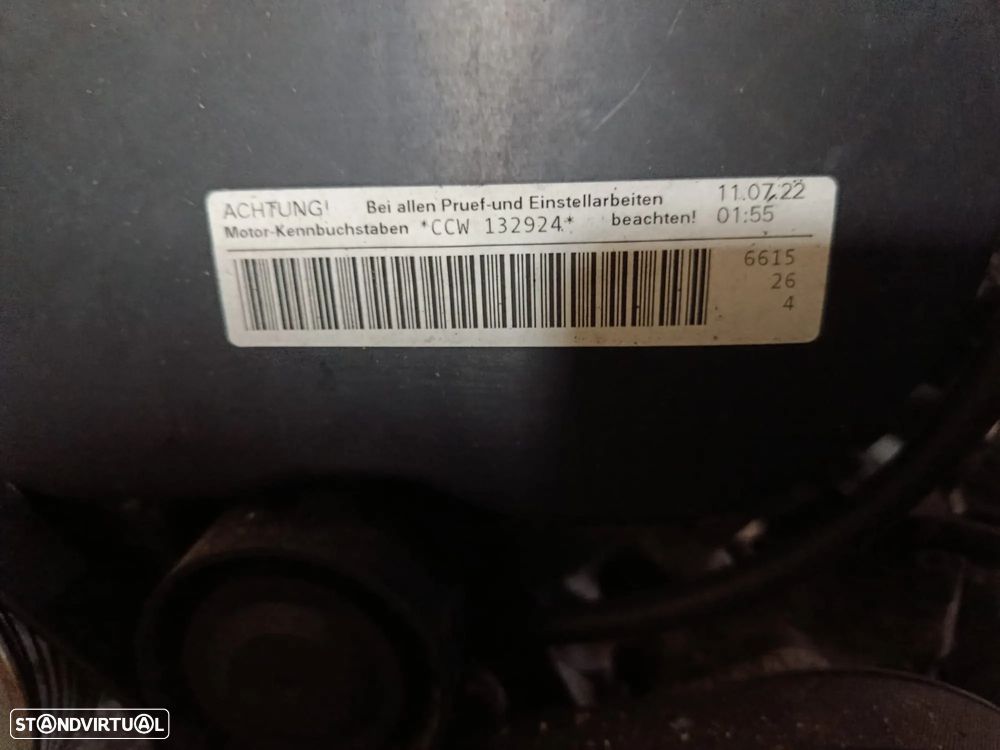 ACHTUNG! Bei allen Pruef-und Einstellarbeiten 11.07.22
Motor-Kennbuchstaben *CCW 132924* beachten! 01:55
6615
26
4
STANDVIRTUAL